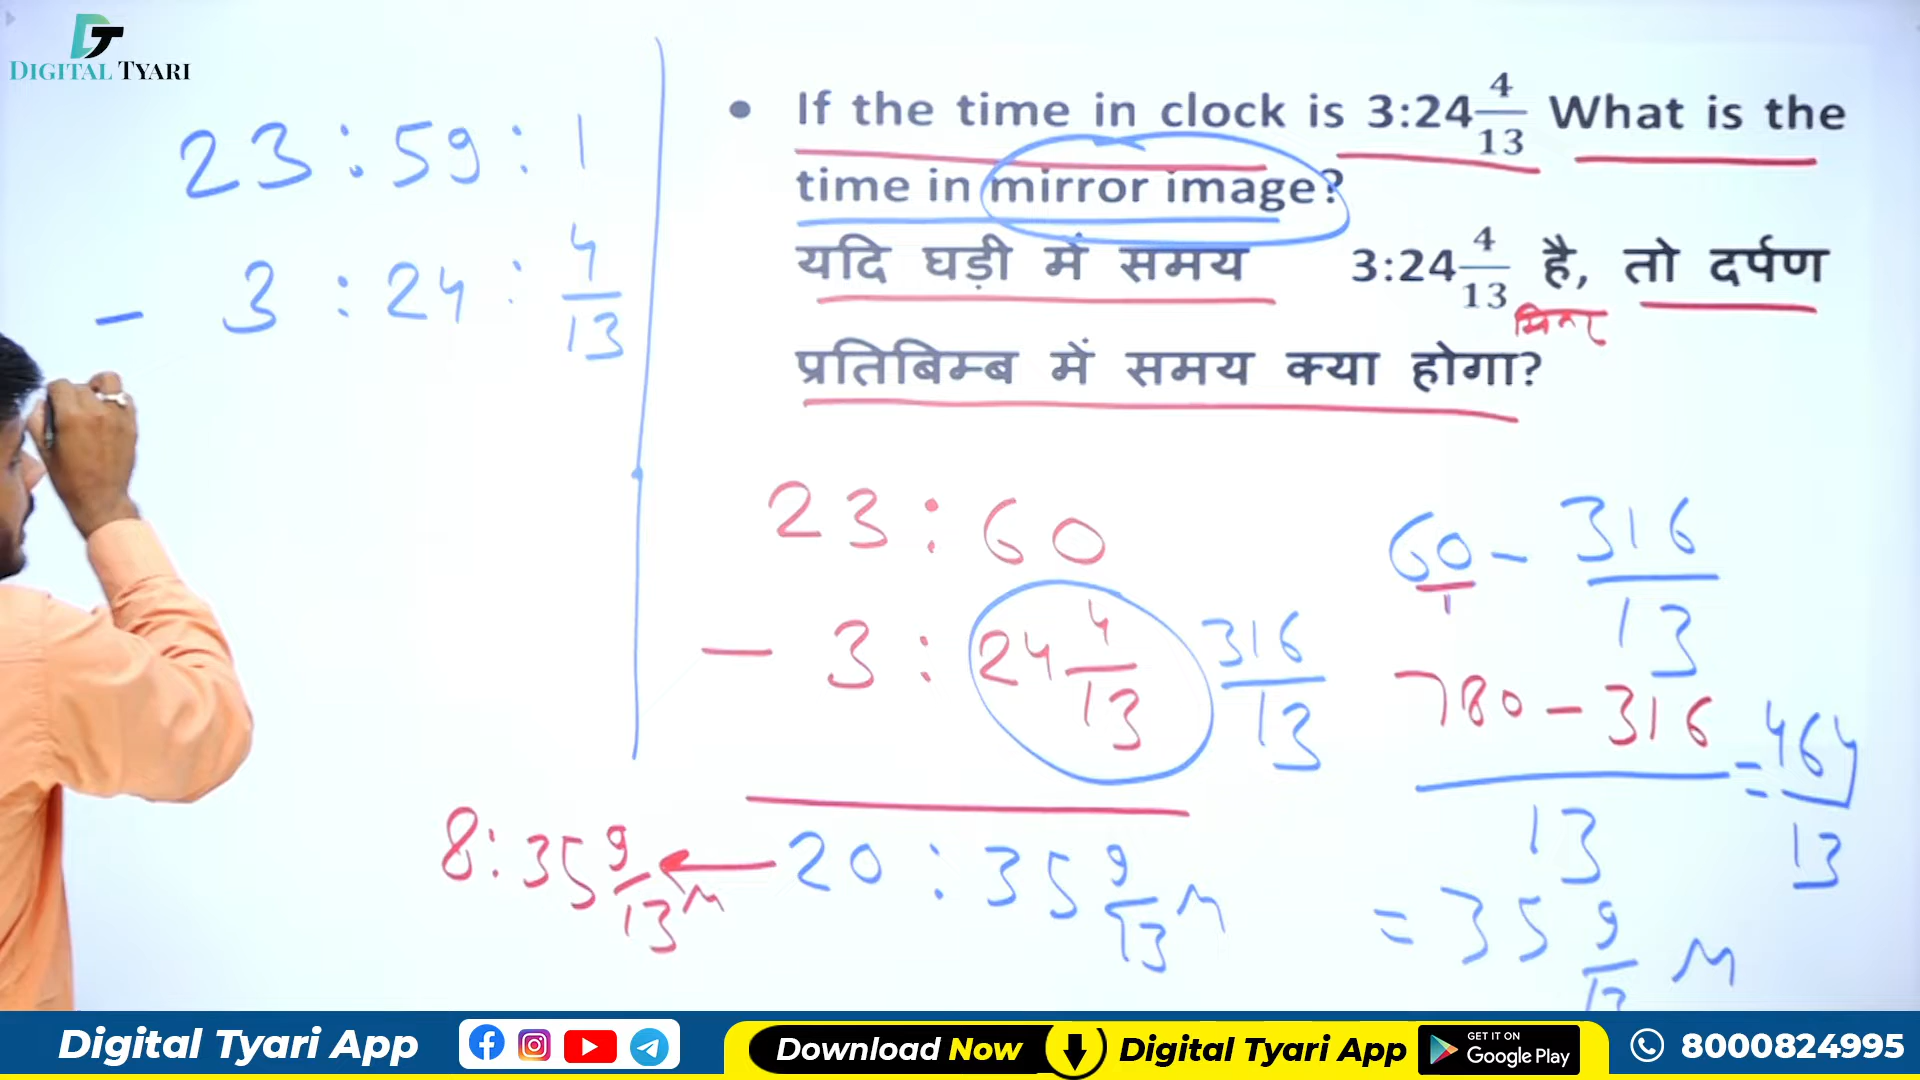 DT
DIGITAL TYARI
23 : 59 : 1
- 3 : 24 : 4/13
• If the time in clock is 3:24 4/13 What is the
time in mirror image?
यदि घड़ी में समय 3:24 4/13 है, तो दर्पण
प्रतिबिम्ब में समय क्या होगा?
23 : 60
- 3 : 24 4/13 316/13
20 : 35 9/13 M
8 : 35 9/13 M
60/1 - 316/13
780 - 316 / 13 = 464/13
= 35 9/13 M
Digital Tyari App
Download Now
Digital Tyari App
GET IT ON
Google Play
8000824995